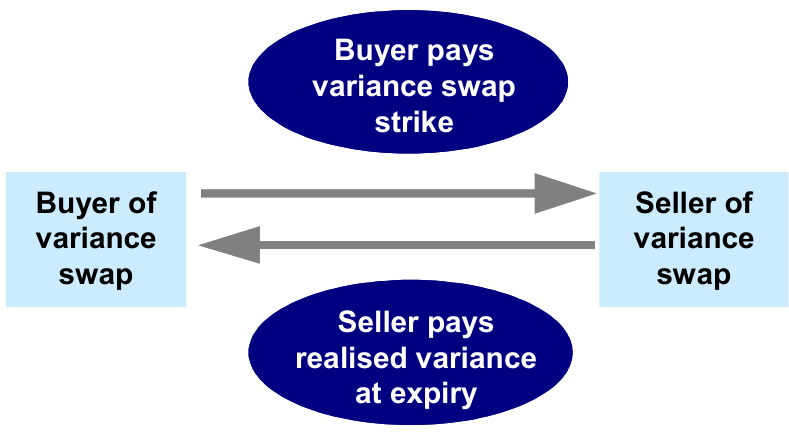 Buyer pays
variance swap
strike
Buyer of
variance
swap
Seller of
variance
swap
Seller pays
realised variance
at expiry